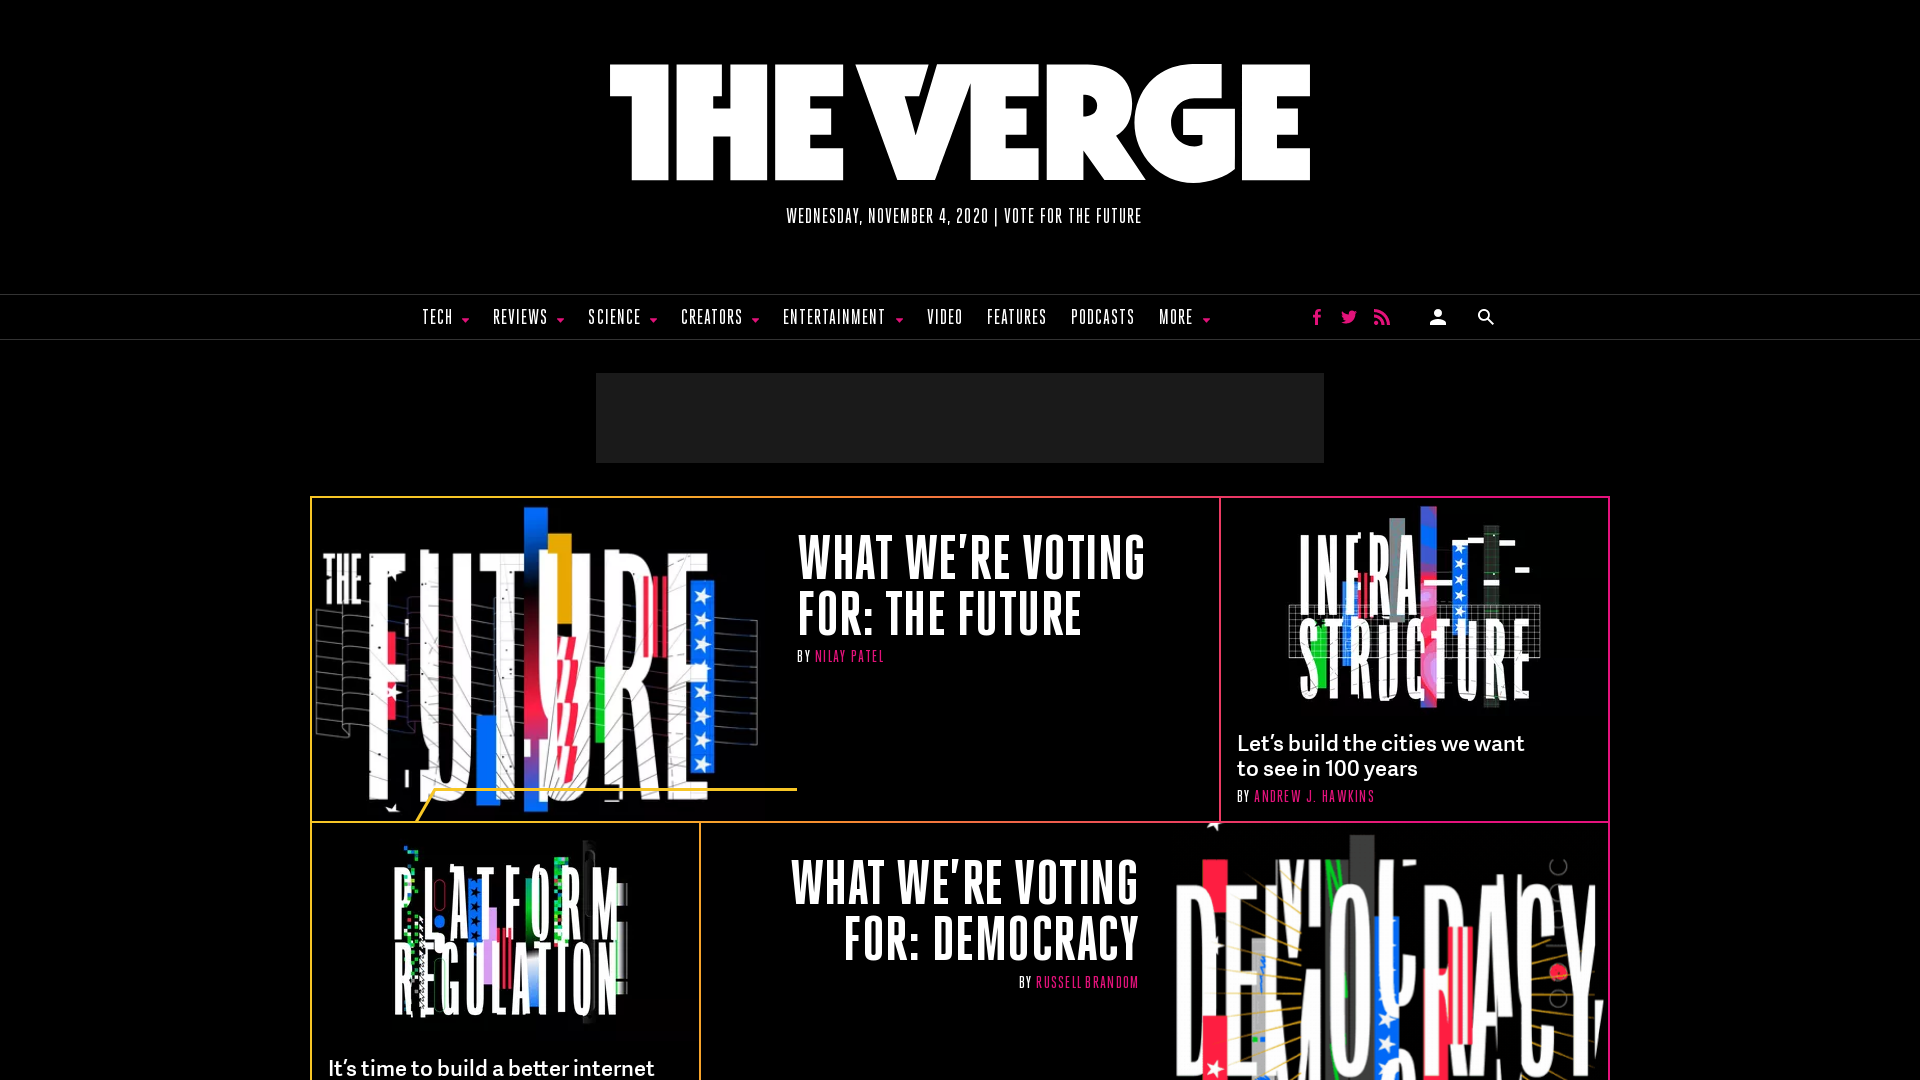 THE VERGE
WEDNESDAY, NOVEMBER 4, 2020 | VOTE FOR THE FUTURE
TECH REVIEWS SCIENCE CREATORS ENTERTAINMENT VIDEO FEATURES PODCASTS MORE
THE FUTURE
WHAT WE'RE VOTING
FOR: THE FUTURE
BY NILAY PATEL
INFRA
STRUCTURE
Let's build the cities we want
to see in 100 years
BY ANDREW J. HAWKINS
PLATFORM
REGULATION
It's time to build a better internet
WHAT WE'RE VOTING
FOR: DEMOCRACY
BY RUSSELL BRANDOM
DEMOCRACY